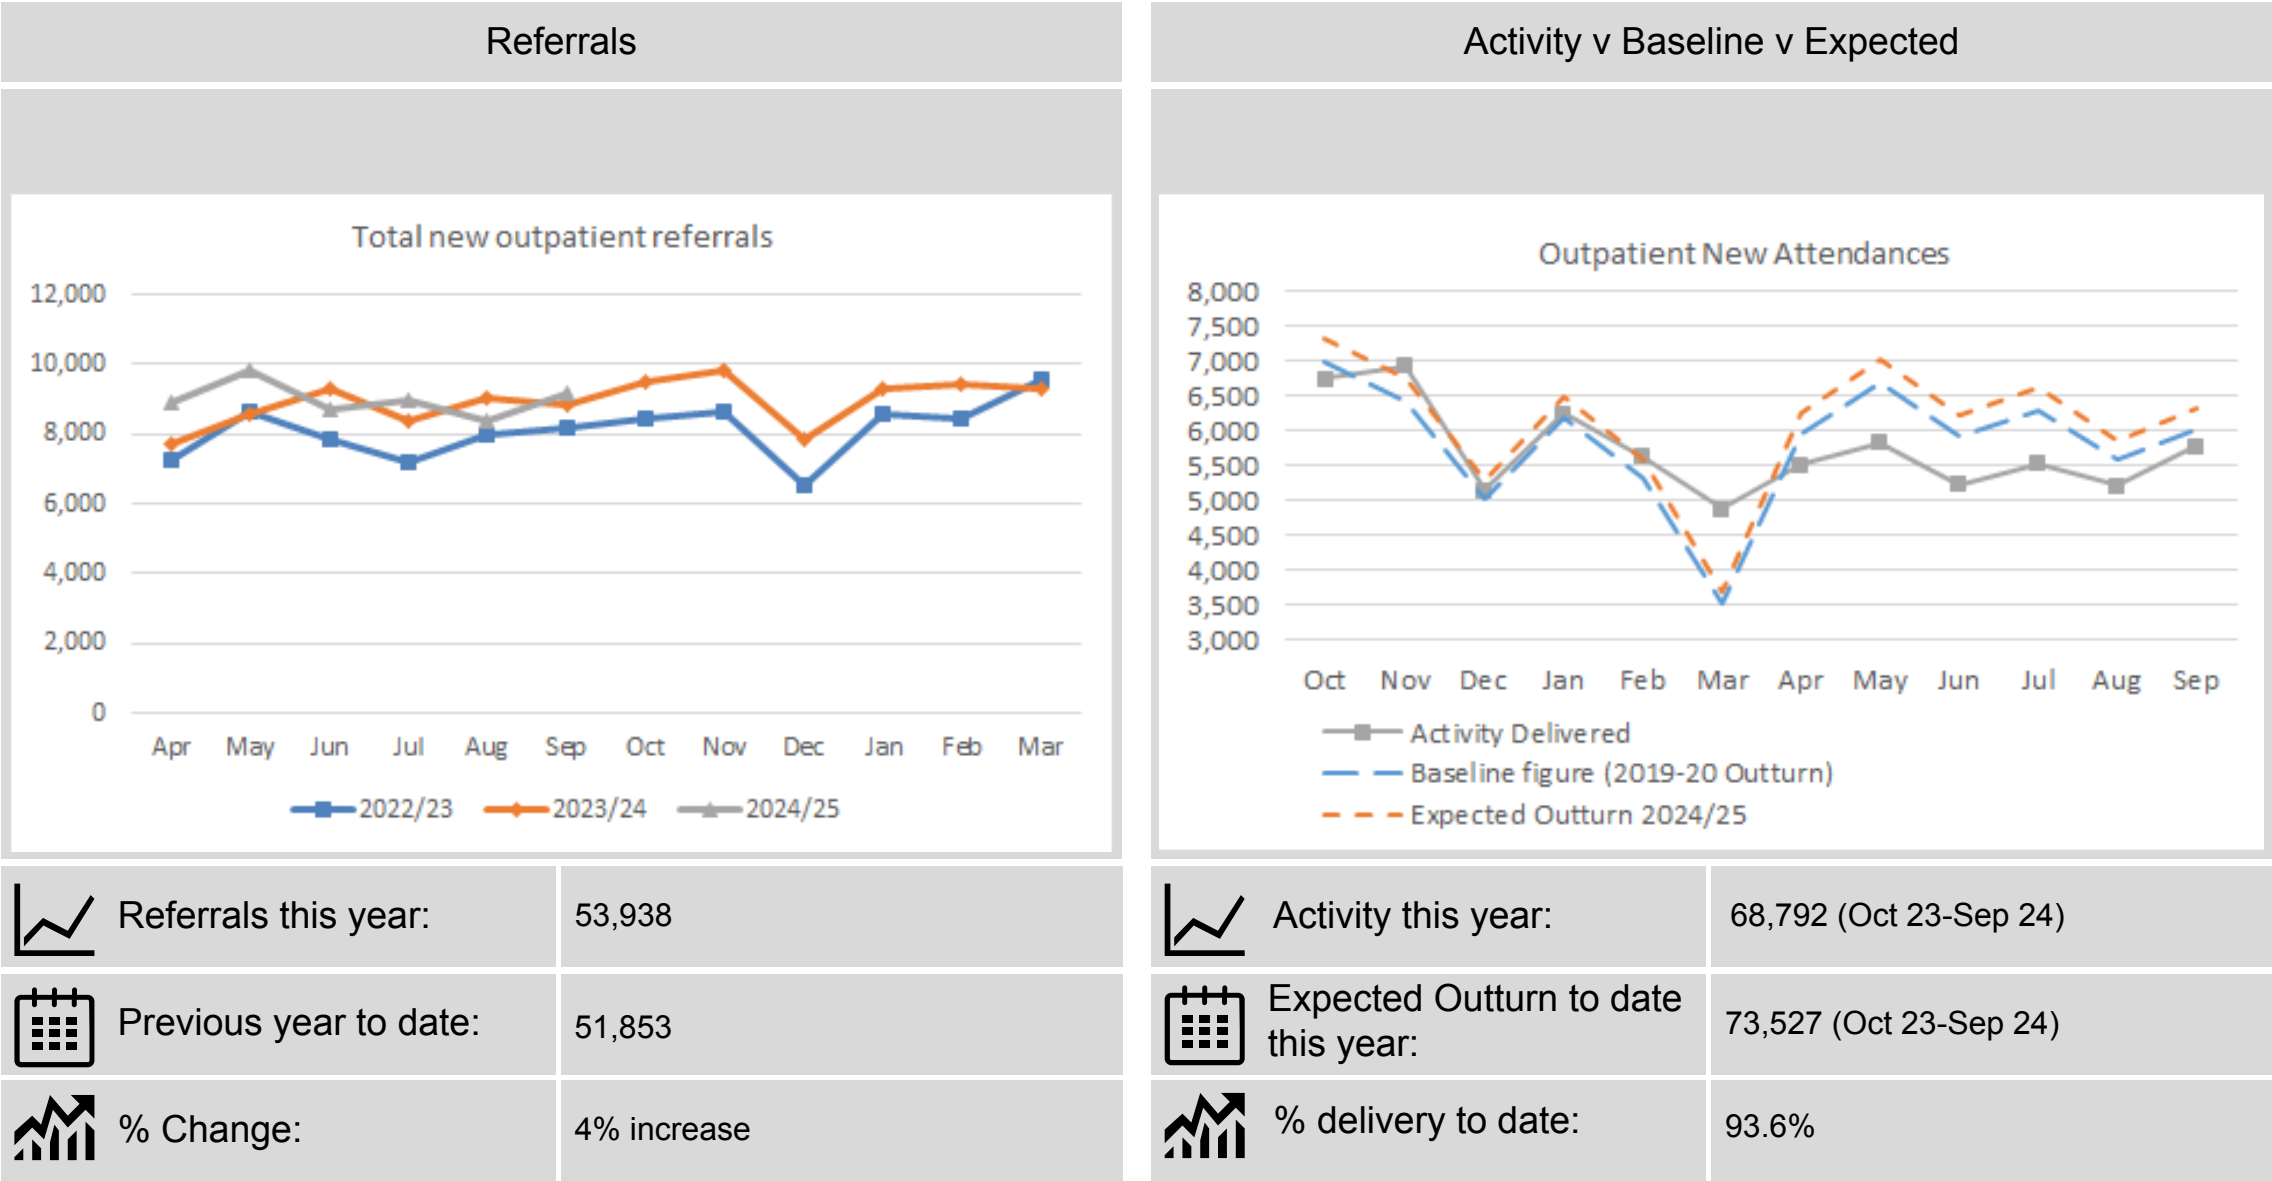 Referrals
Total new outpatient referrals
12,000
10,000
8,000
6,000
4,000
2,000
0
Apr May Jun Jul Aug Sep Oct Nov Dec Jan Feb Mar
2022/23 2023/24 2024/25
Referrals this year: 53,938
Previous year to date: 51,853
% Change: 4% increase
Activity v Baseline v Expected
Outpatient New Attendances
8,000
7,500
7,000
6,500
6,000
5,500
5,000
4,500
4,000
3,500
3,000
Oct Nov Dec Jan Feb Mar Apr May Jun Jul Aug Sep
Activity Delivered
Baseline figure (2019-20 Outturn)
Expected Outturn 2024/25
Activity this year: 68,792 (Oct 23-Sep 24)
Expected Outturn to date
this year: 73,527 (Oct 23-Sep 24)
% delivery to date: 93.6%